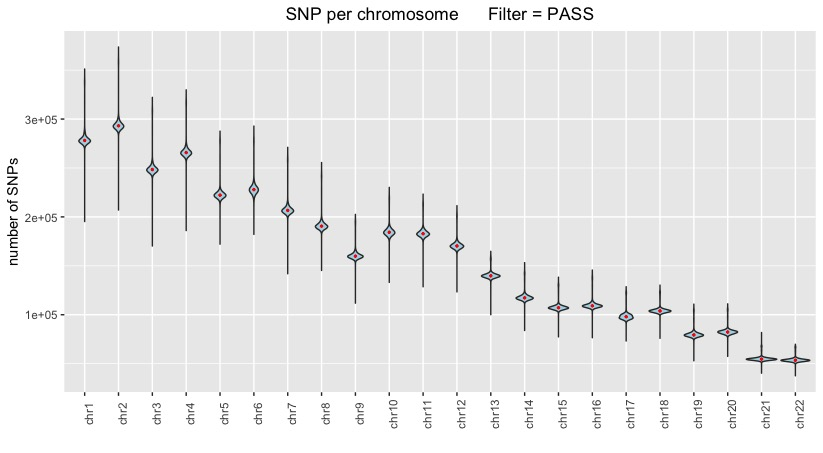 SNP per chromosome Filter = PASS
number of SNPs
3e+05
2e+05
1e+05
chr1
chr2
chr3
chr4
chr5
chr6
chr7
chr8
chr9
chr10
chr11
chr12
chr13
chr14
chr15
chr16
chr17
chr18
chr19
chr20
chr21
chr22